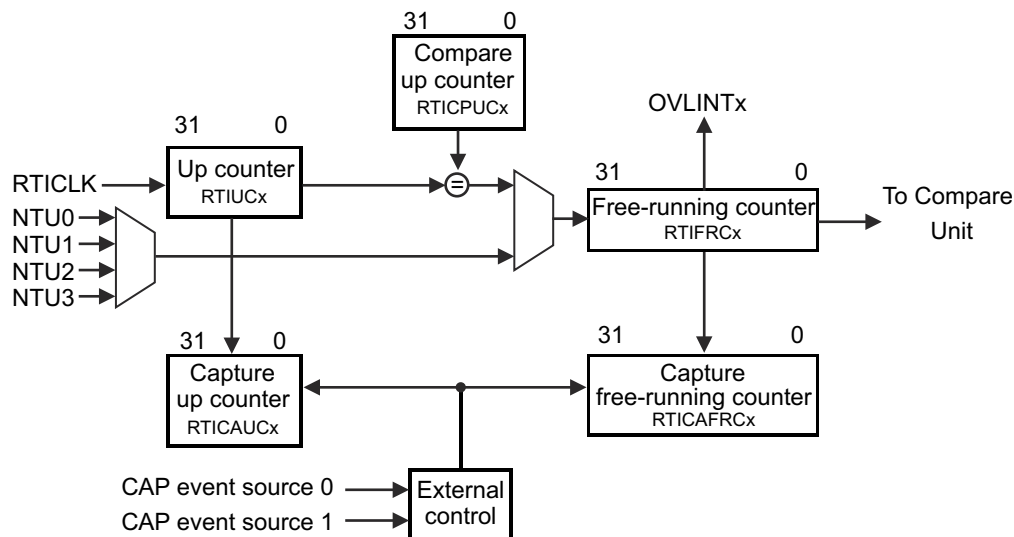 31 0
Compare
up counter
RTICPUCx
OVLINTx
31 0
31 0
RTICLK
Up counter
RTIUCx
=
Free-running counter
RTIFRCx
To Compare
Unit
NTU0
NTU1
NTU2
NTU3
31 0
31 0
Capture
up counter
RTICAUCx
Capture
free-running counter
RTICAFRCx
CAP event source 0
CAP event source 1
External
control